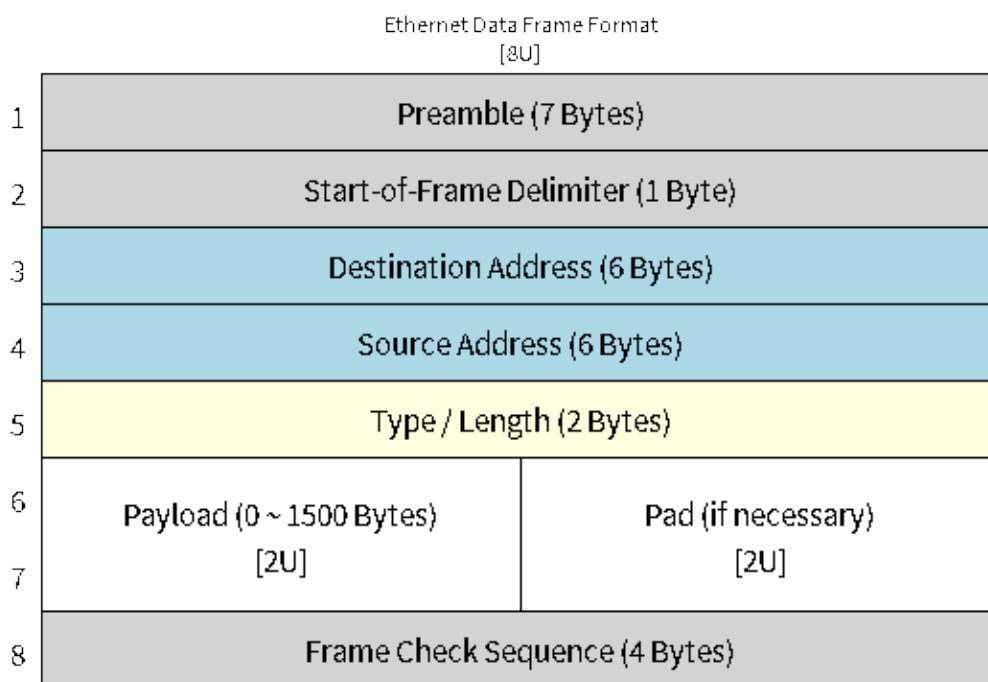 Ethernet Data Frame Format
[8U]
1
Preamble (7 Bytes)
2
Start-of-Frame Delimiter (1 Byte)
3
Destination Address (6 Bytes)
4
Source Address (6 Bytes)
5
Type / Length (2 Bytes)
6
Payload (0 ~ 1500 Bytes)
[2U]
Pad (if necessary)
[2U]
7
8
Frame Check Sequence (4 Bytes)